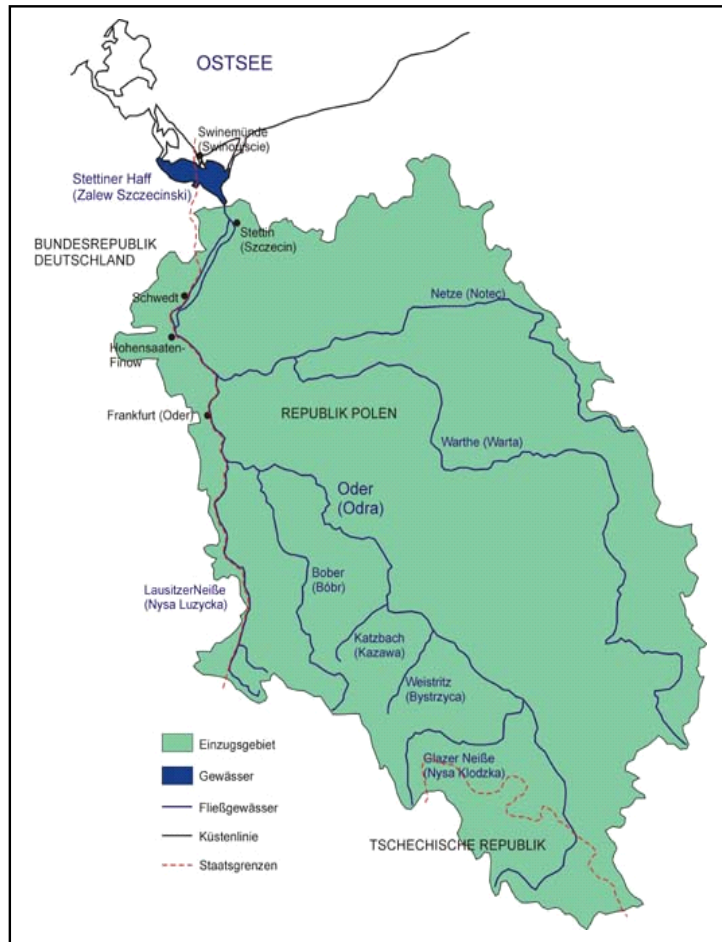 OSTSEE
Swinemünde
(Swinoujscie)
Stettiner Haff
(Zalew Szczecinski)
Stettin
(Szczecin)
BUNDESREPUBLIK
DEUTSCHLAND
Schwedt
Netze (Notec)
Hohensaaten-
Finow
Frankfurt (Oder)
REPUBLIK POLEN
Warthe (Warta)
Oder
(Odra)
Bober
(Bóbr)
LausitzerNeiße
(Nysa Luzycka)
Katzbach
(Kazawa)
Weistritz
(Bystrzyca)
Glazer Neiße
(Nysa Klodzka)
TSCHECHISCHE REPUBLIK
Einzugsgebiet
Gewässer
Fließgewässer
Küstenlinie
Staatsgrenzen